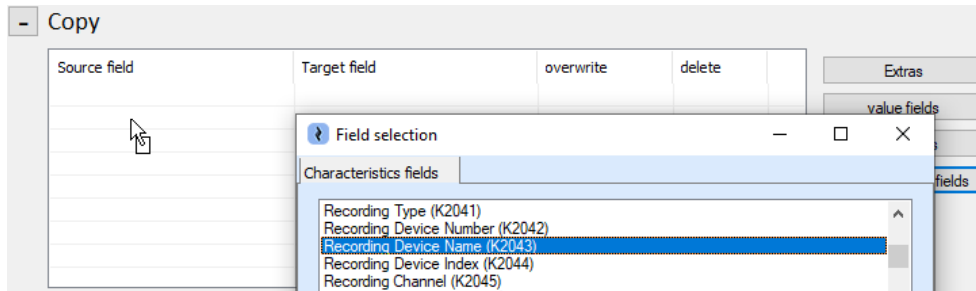 - Copy
Source field Target field overwrite delete
Extras
value fields
Field selection
Characteristics fields
fields
Recording Type (K2041)
Recording Device Number (K2042)
Recording Device Name (K2043)
Recording Device Index (K2044)
Recording Channel (K2045)